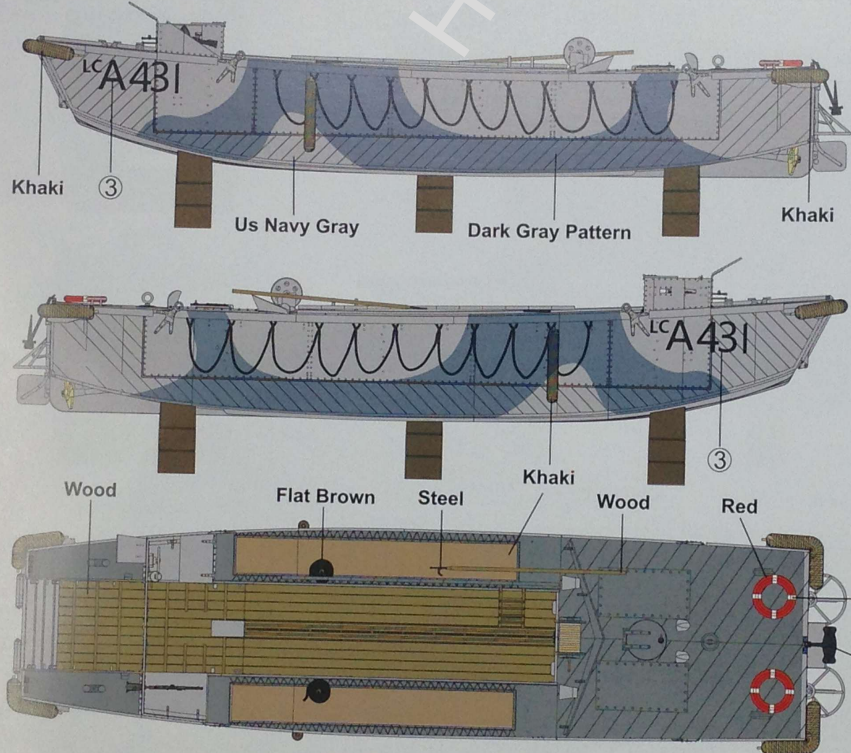 H
LCA431
Khaki
③
Us Navy Gray
Dark Gray Pattern
Khaki
LCA431
③
Khaki
Wood
Flat Brown
Steel
Wood
Red